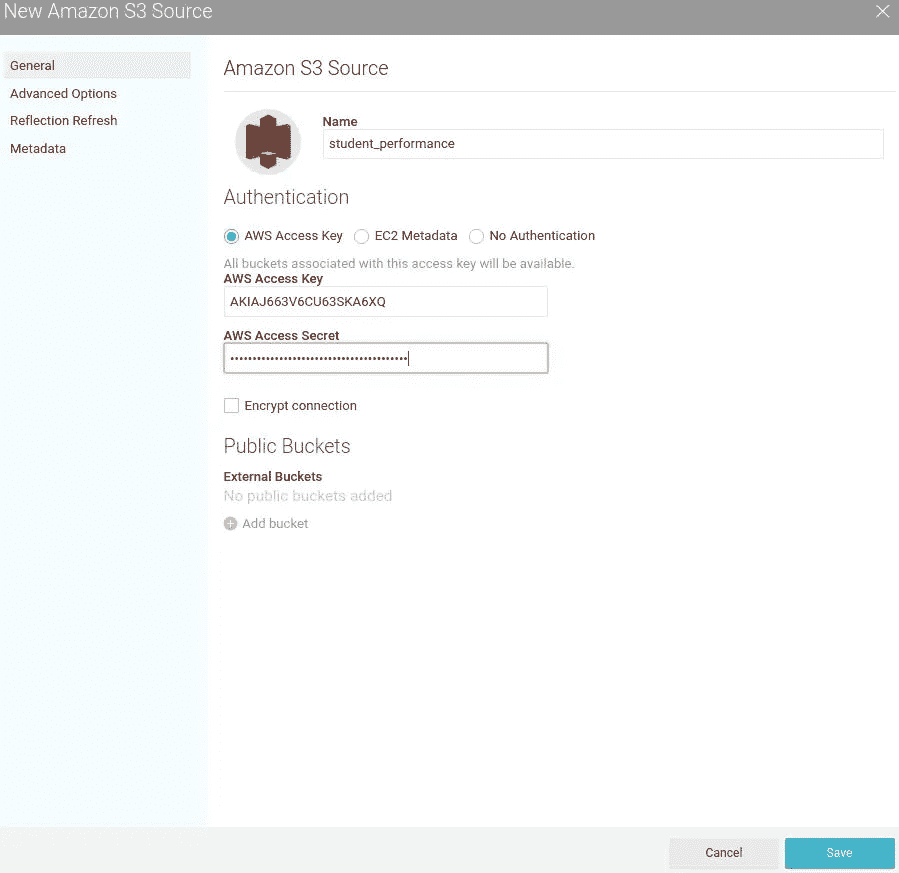 New Amazon S3 Source
General
Advanced Options
Reflection Refresh
Metadata
Amazon S3 Source
Name
student_performance
Authentication
AWS Access Key EC2 Metadata No Authentication
All buckets associated with this access key will be available.
AWS Access Key
AKIAJ663V6CU63SKA6XQ
AWS Access Secret
••••••••••••••••••••••••••••••••••••••••
Encrypt connection
Public Buckets
External Buckets
No public buckets added
Add bucket
Cancel Save